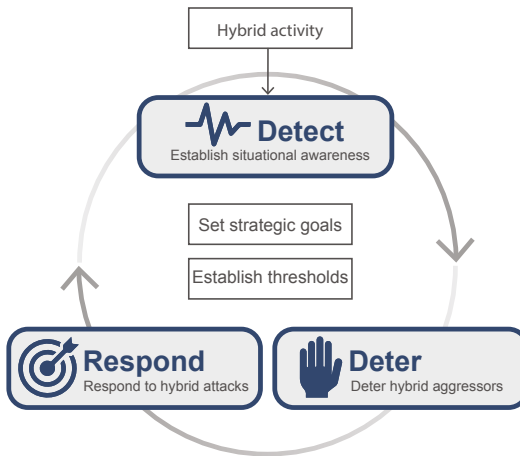 Hybrid activity
Detect
Establish situational awareness
Set strategic goals
Establish thresholds
Respond
Respond to hybrid attacks
Deter
Deter hybrid aggressors